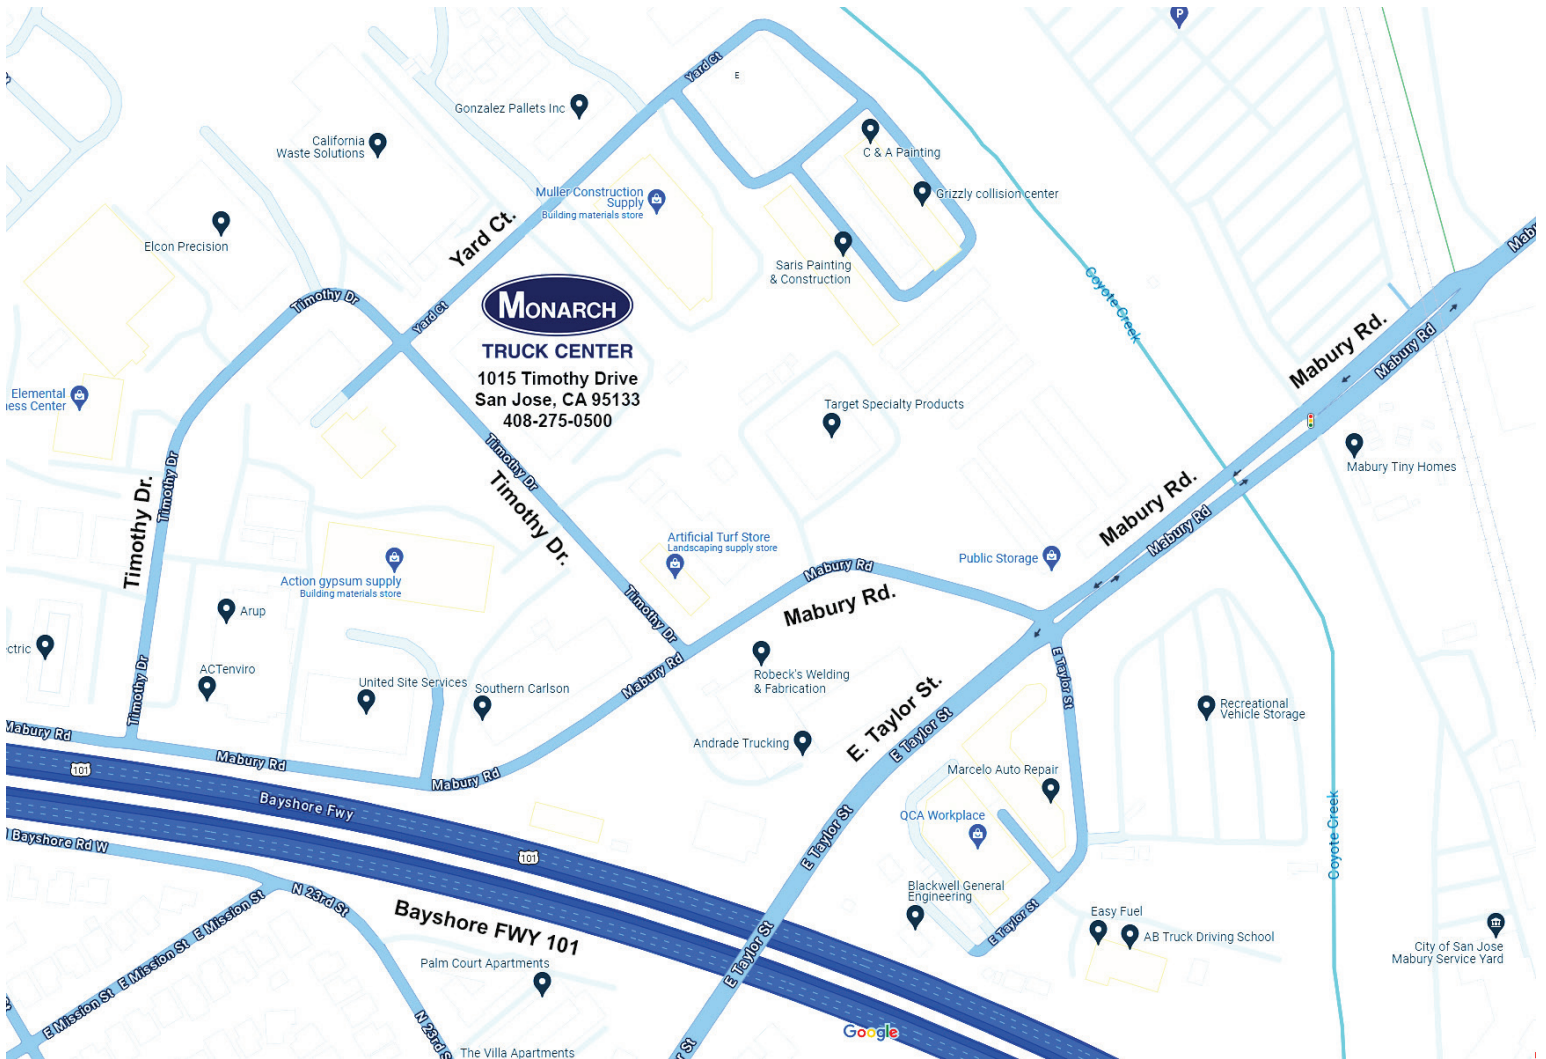 P
Yard Ct
E
Gonzalez Pallets Inc
California
Waste Solutions
C & A Painting
Grizzly collision center
Muller Construction
Supply
Building materials store
Yard Ct.
Elcon Precision
Saris Painting
& Construction
Coyote Creek
Timothy Dr
Yard Ct
MONARCH
TRUCK CENTER
1015 Timothy Drive
San Jose, CA 95133
408-275-0500
Mabury Rd.
Mabury Rd
Elemental
ness Center
Target Specialty Products
Mabury Tiny Homes
Timothy Dr
Timothy Dr.
Timothy Dr
Timothy Dr.
Mabury Rd.
Mabury Rd
Artificial Turf Store
Landscaping supply store
Public Storage
Mabury Rd
Mabury Rd.
Action gypsum supply
Building materials store
Arup
Timothy Dr
ectric
ACTenviro
United Site Services
Southern Carlson
Mabury Rd
Robeck's Welding
& Fabrication
E Taylor St
Timothy Dr
E. Taylor St.
E Taylor St
Recreational
Vehicle Storage
Mabury Rd
Mabury Rd
Mabury Rd
Andrade Trucking
Marcelo Auto Repair
101
Bayshore Fwy
QCA Workplace
E Taylor St
Bayshore Rd W
101
Coyote Creek
N 23rd St
E Mission St
Blackwell General
Engineering
Bayshore FWY 101
E Taylor St
E Taylor St
Easy Fuel
AB Truck Driving School
City of San Jose
Mabury Service Yard
E Mission St
E Mission St
Palm Court Apartments
N 23rd S
Google
The Villa Apartments
r St